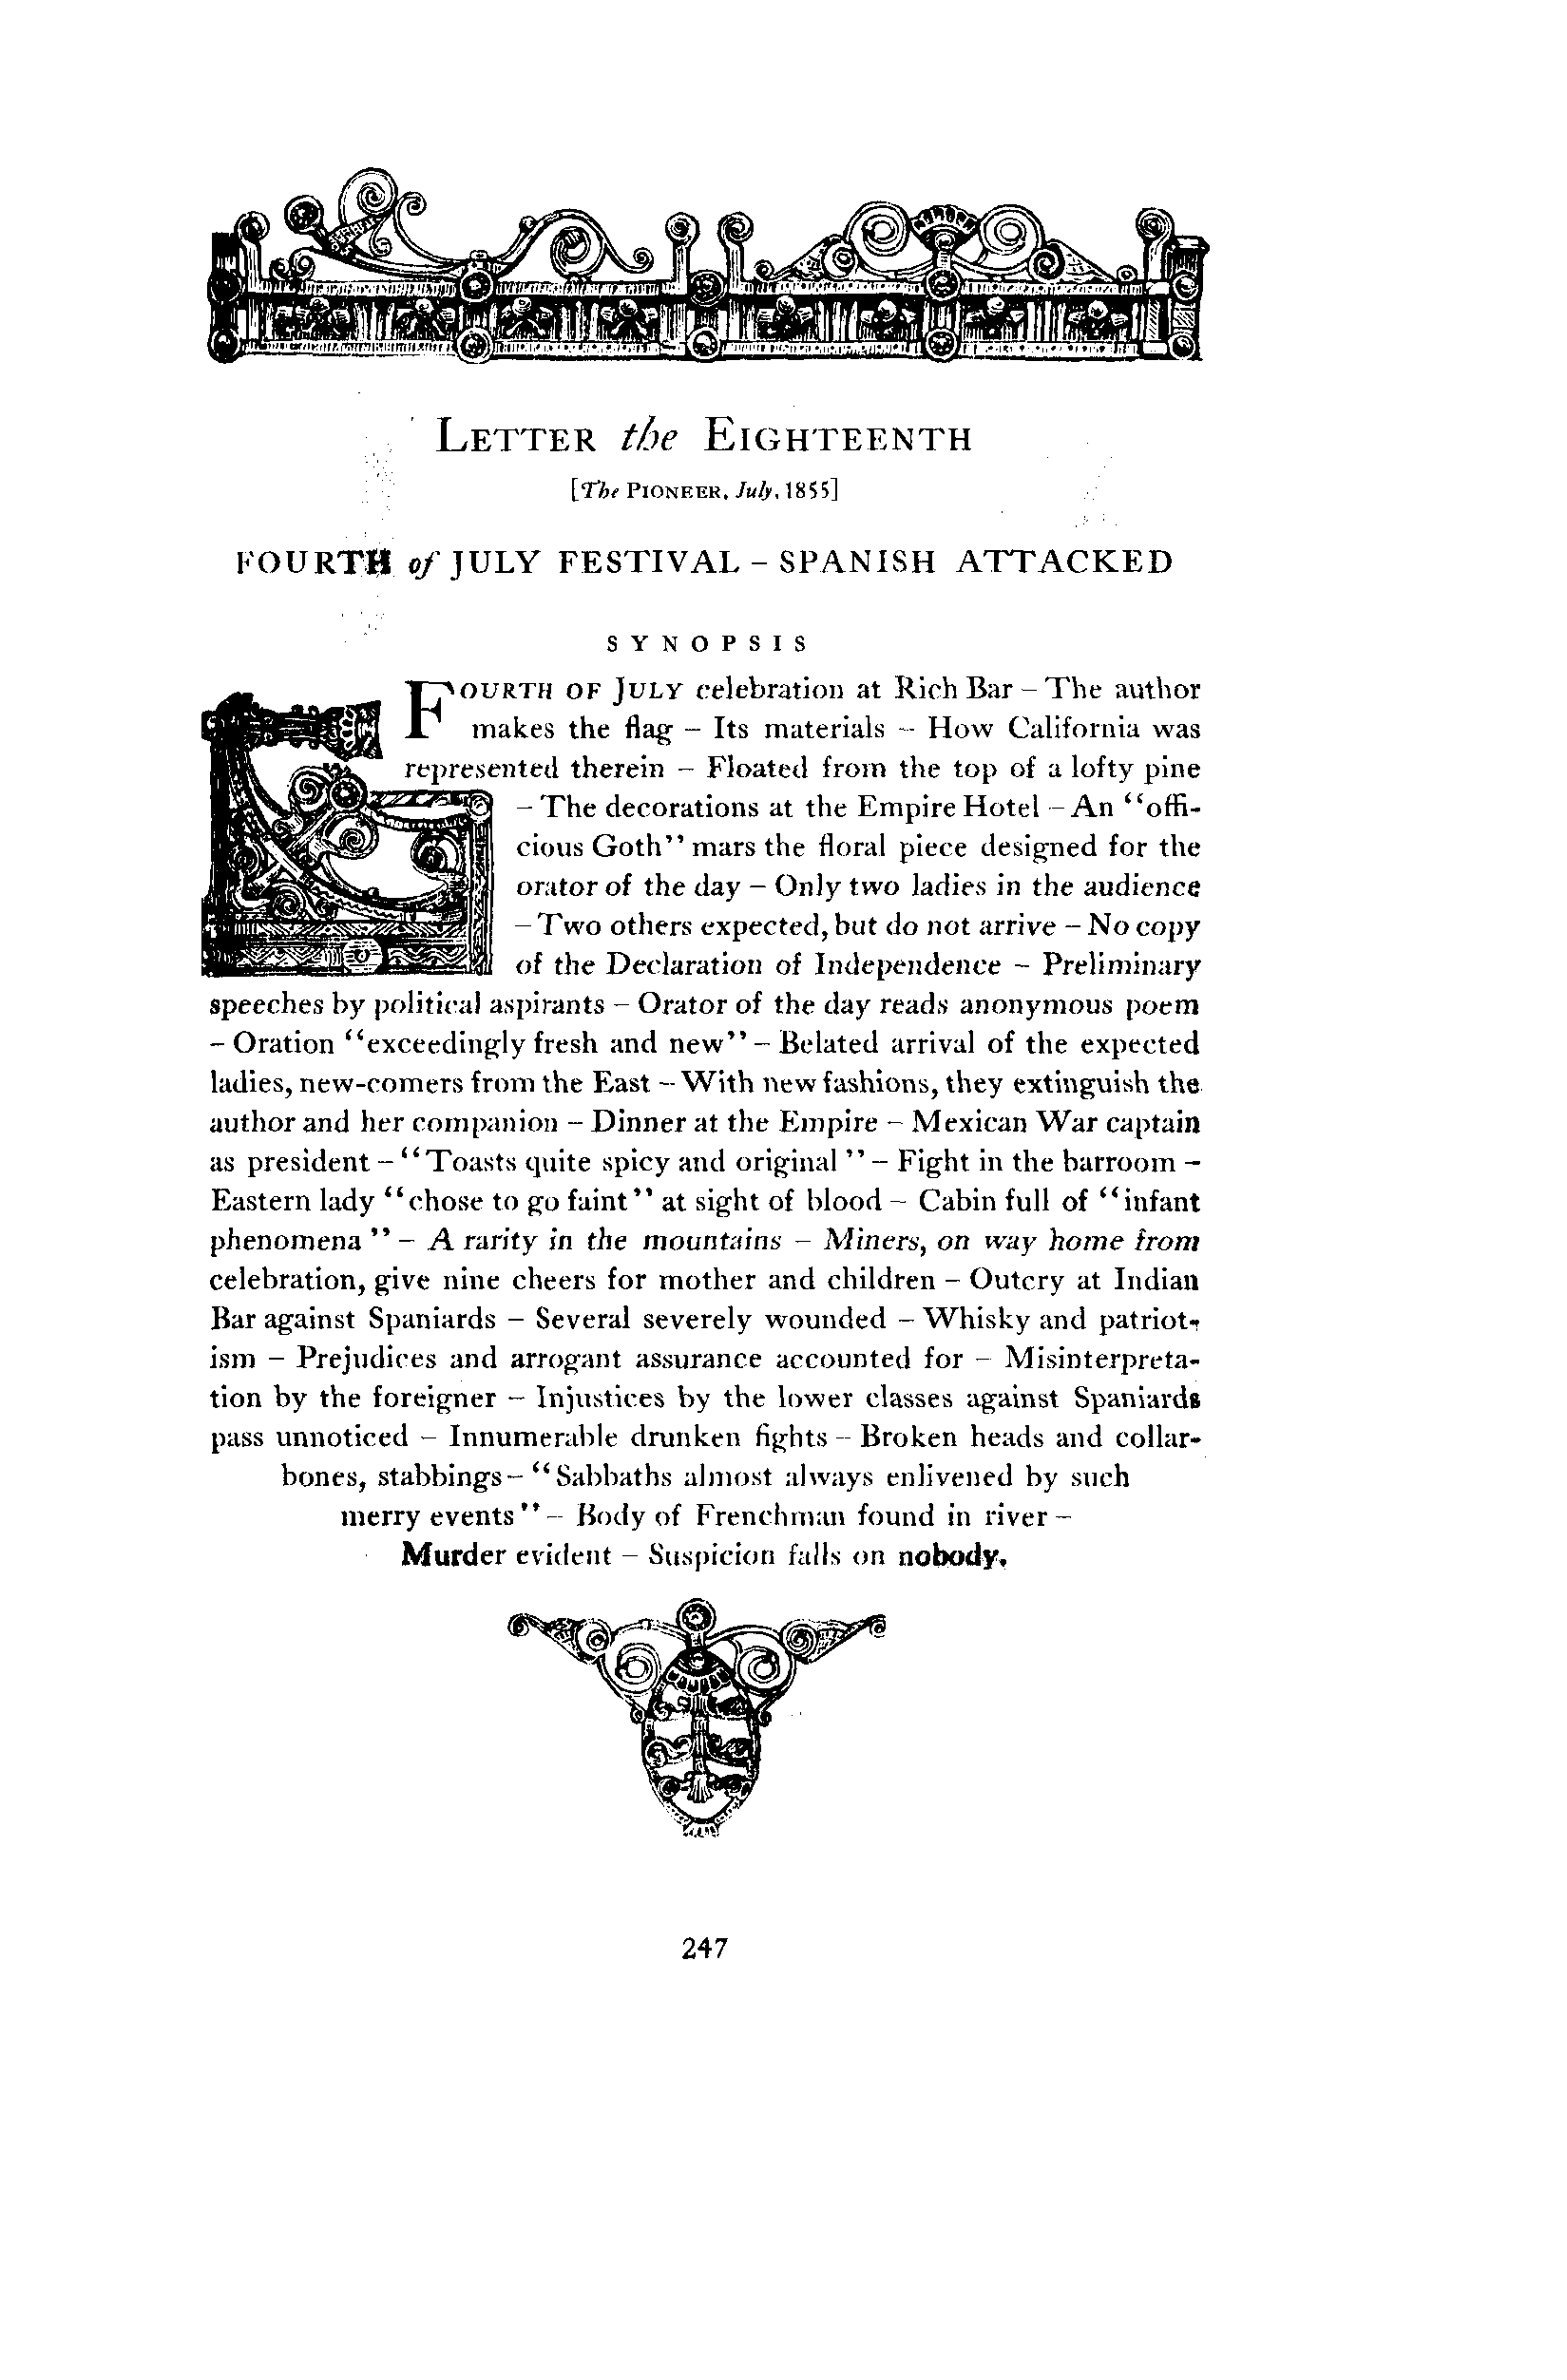 LETTER the EIGHTEENTH
[The PIONEER, July, 1855]
FOURTH of JULY FESTIVAL – SPANISH ATTACKED
SYNOPSIS
FOURTH OF JULY celebration at Rich Bar – The author
makes the flag – Its materials – How California was
represented therein – Floated from the top of a lofty pine
– The decorations at the Empire Hotel – An “offi-
cious Goth” mars the floral piece designed for the
orator of the day – Only two ladies in the audience
– Two others expected, but do not arrive – No copy
of the Declaration of Independence – Preliminary
speeches by political aspirants – Orator of the day reads anonymous poem
– Oration “exceedingly fresh and new” – Belated arrival of the expected
ladies, new-comers from the East – With new fashions, they extinguish the
author and her companion – Dinner at the Empire – Mexican War captain
as president – “Toasts quite spicy and original” – Fight in the barroom –
Eastern lady “chose to go faint” at sight of blood – Cabin full of “infant
phenomena” – A rarity in the mountains – Miners, on way home from
celebration, give nine cheers for mother and children – Outcry at Indian
Bar against Spaniards – Several severely wounded – Whisky and patriot-
ism – Prejudices and arrogant assurance accounted for – Misinterpreta-
tion by the foreigner – Injustices by the lower classes against Spaniards
pass unnoticed – Innumerable drunken fights – Broken heads and collar-
bones, stabbings – “Sabbaths almost always enlivened by such
merry events” – Body of Frenchman found in river –
Murder evident – Suspicion falls on nobody.
247